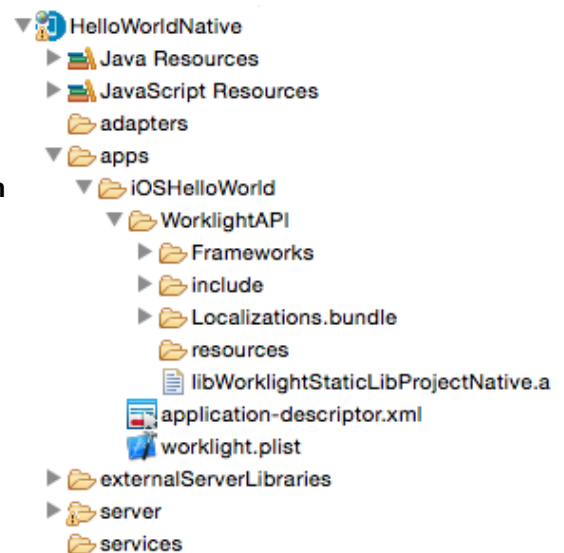 HelloWorldNative
Java Resources
JavaScript Resources
adapters
apps
iOSHelloWorld
WorklightAPI
Frameworks
include
Localizations.bundle
resources
libWorklightStaticLibProjectNative.a
application-descriptor.xml
worklight.plist
externalServerLibraries
server
services